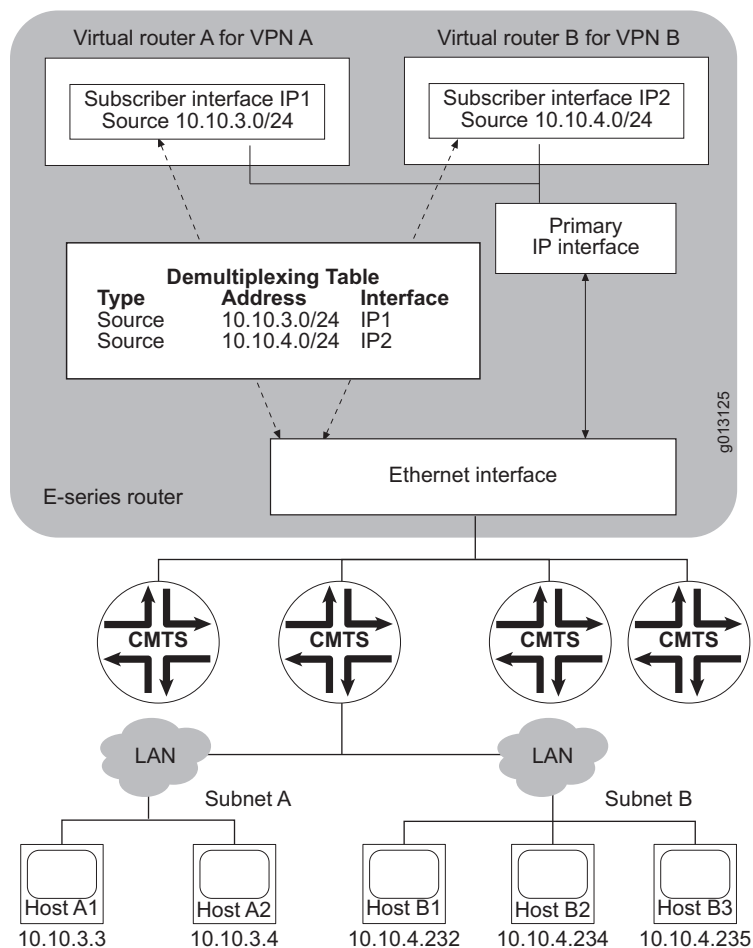 Virtual router A for VPN A
Virtual router B for VPN B
Subscriber interface IP1
Source 10.10.3.0/24
Subscriber interface IP2
Source 10.10.4.0/24
Primary
IP interface
Demultiplexing Table
Type Address Interface
Source 10.10.3.0/24 IP1
Source 10.10.4.0/24 IP2
g013125
Ethernet interface
E-series router
CMTS
CMTS
CMTS
CMTS
LAN
LAN
Subnet A
Subnet B
Host A1
Host A2
Host B1
Host B2
Host B3
10.10.3.3
10.10.3.4
10.10.4.232
10.10.4.234
10.10.4.235